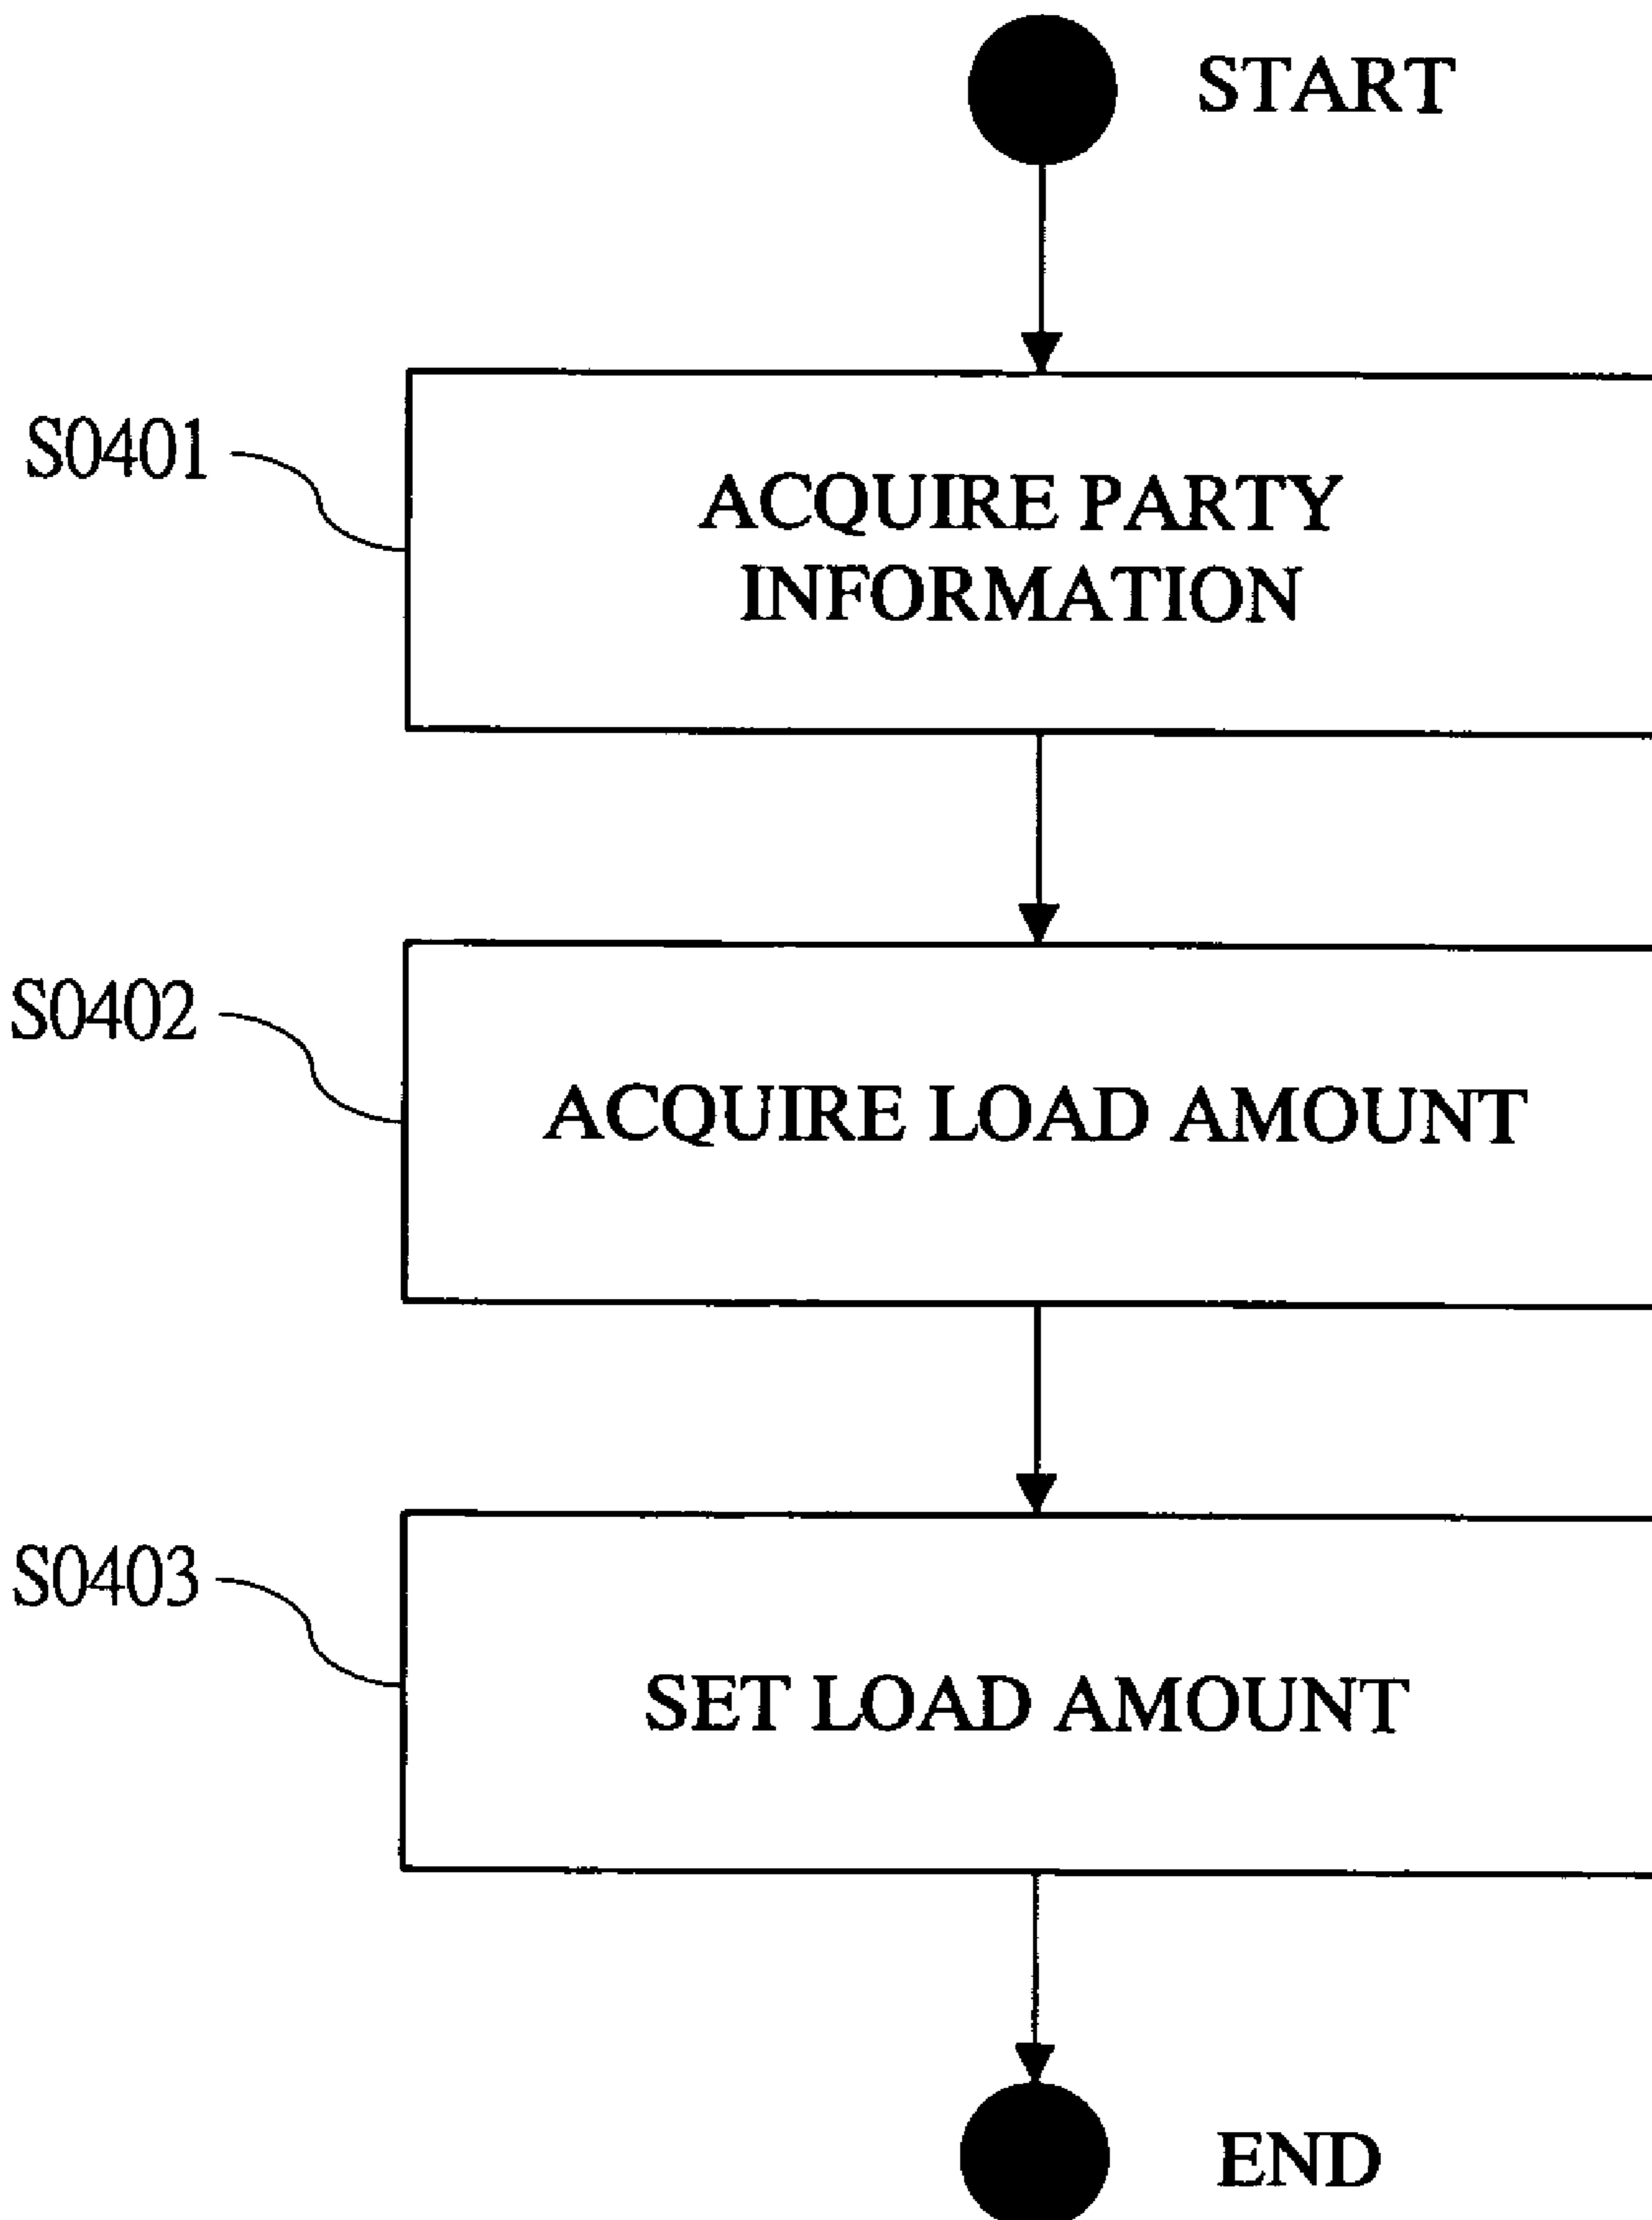 START
S0401
ACQUIRE PARTY
INFORMATION
S0402
ACQUIRE LOAD AMOUNT
S0403
SET LOAD AMOUNT
END